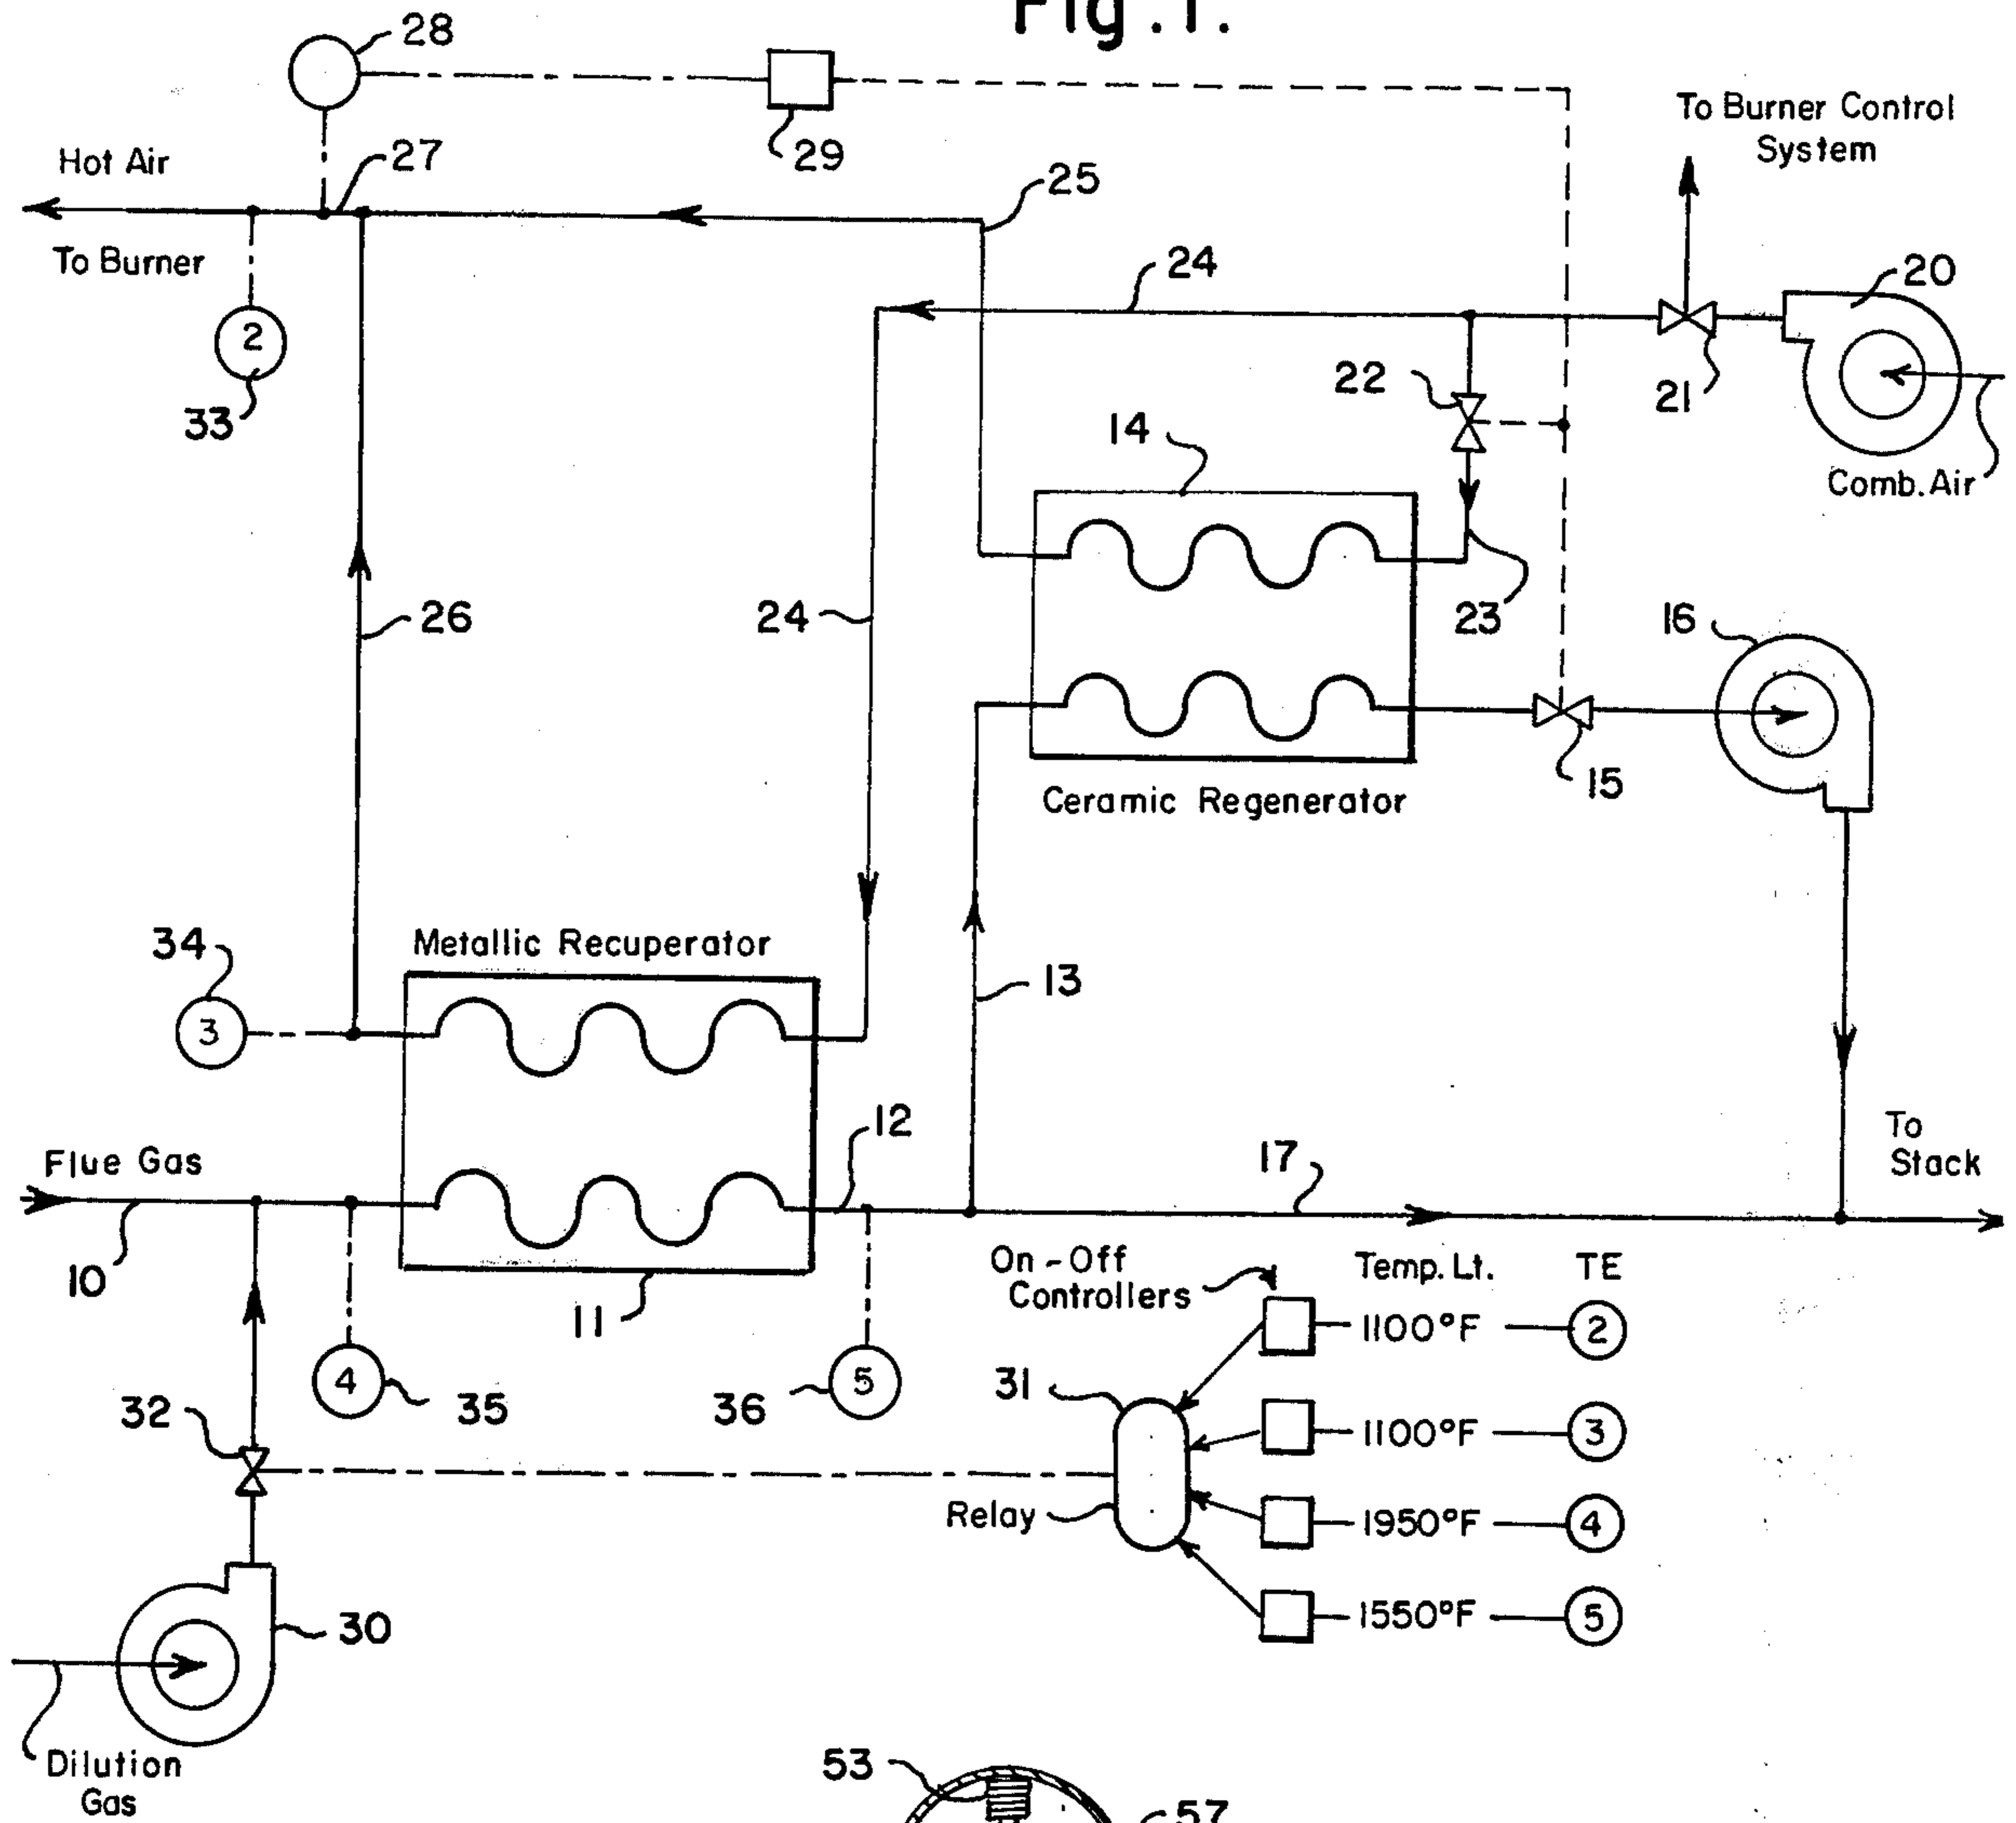 Fig. 1.
28
To Burner Control
System
Hot Air
27
29
25
To Burner
24
20
2
33
22
21
14
Comb. Air
24
26
23
16
15
Ceramic Regenerator
34
Metallic Recuperator
3
13
12
To
Stack
Flue Gas
17
10
11
On-Off
Controllers
Temp. Lt.
TE
1100°F
2
4
35
36
5
31
32
1100°F
3
Relay
1950°F
4
1550°F
5
30
Dilution
Gas
53
57